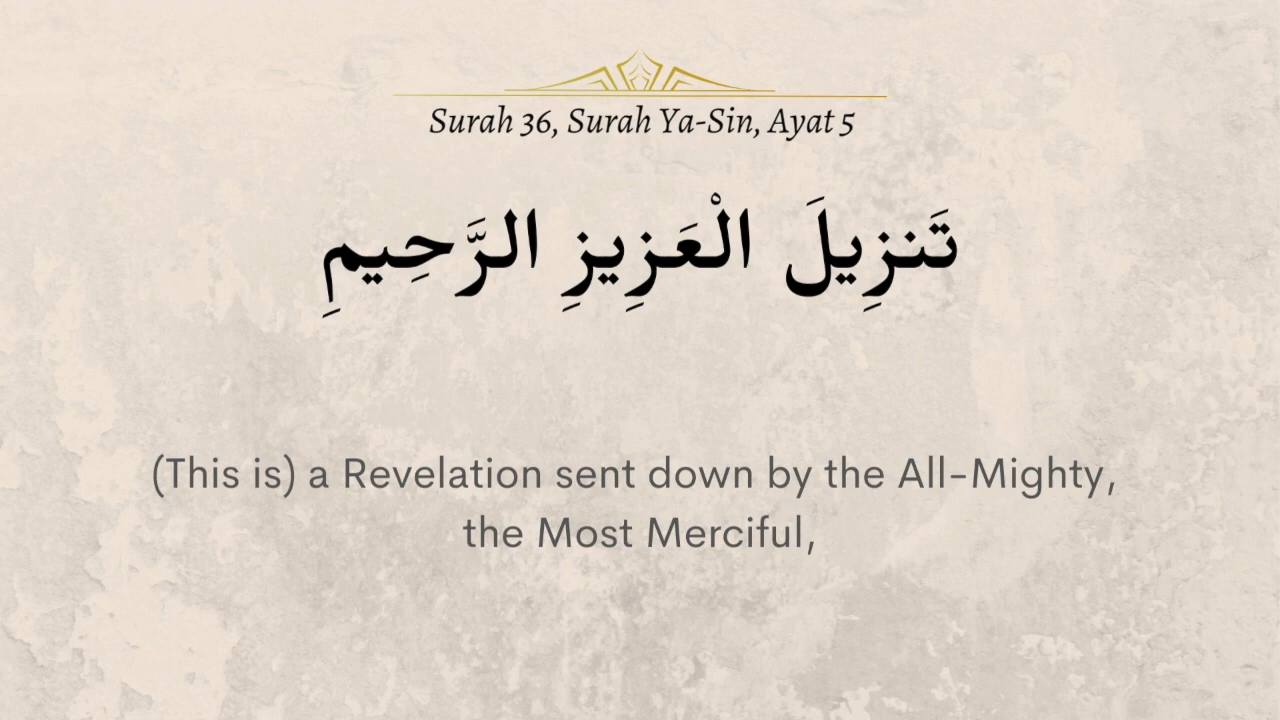 Surah 36, Surah Ya-Sin, Ayat 5
تَنزِيلَ الْعَزِيزِ الرَّحِيمِ
(This is) a Revelation sent down by the All-Mighty,
the Most Merciful,